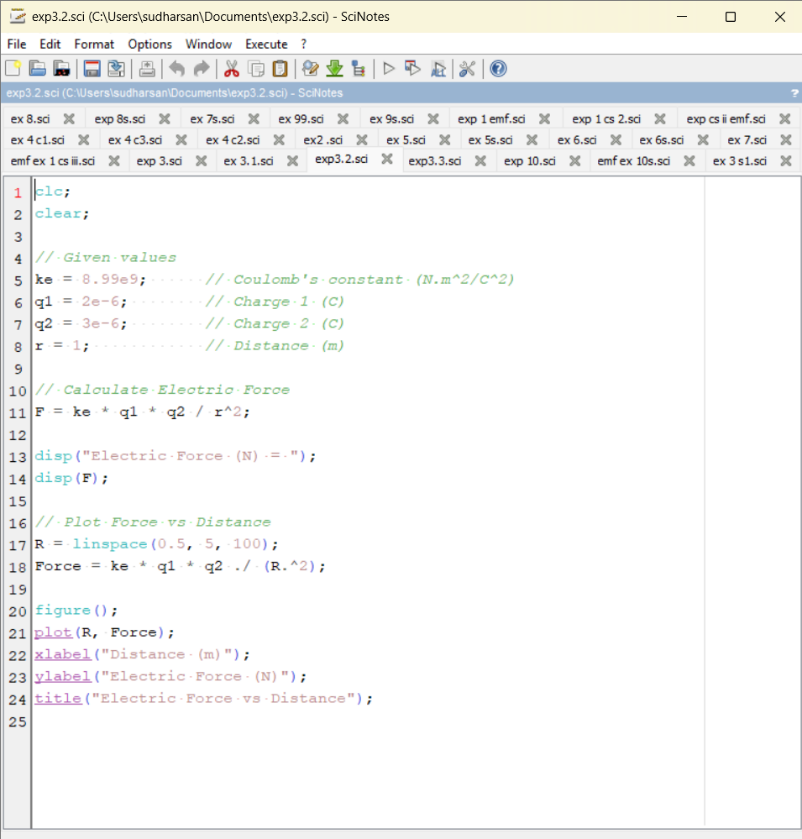 exp3.2.sci (C:\Users\sudharsan\Documents\exp3.2.sci) - SciNotes
File Edit Format Options Window Execute ?
exp3.2.sci (C:\Users\sudharsan\Documents\exp3.2.sci) - SciNotes ?
ex 8.sci exp 8s.sci ex 7s.sci ex 99.sci ex 9s.sci exp 1 emf.sci exp 1 cs 2.sci exp cs ii emf.sci
ex 4 c1.sci ex 4 c3.sci ex 4 c2.sci ex2 .sci ex 5.sci ex 5s.sci ex 6.sci ex 6s.sci ex 7.sci
emf ex 1 cs iii.sci exp 3.sci ex 3.1.sci exp3.2.sci exp3.3.sci exp 10.sci emf ex 10s.sci ex 3 s1.sci
1 clc;
2 clear;
3
4 // Given values
5 ke = 8.99e9; // Coulomb's constant (N.m^2/C^2)
6 q1 = 2e-6; // Charge 1 (C)
7 q2 = 3e-6; // Charge 2 (C)
8 r = 1; // Distance (m)
9
10 // Calculate Electric Force
11 F = ke * q1 * q2 / r^2;
12
13 disp("Electric Force (N) = ");
14 disp(F);
15
16 // Plot Force vs Distance
17 R = linspace(0.5, 5, 100);
18 Force = ke * q1 * q2 ./ (R.^2);
19
20 figure();
21 plot(R, Force);
22 xlabel("Distance (m)");
23 ylabel("Electric Force (N)");
24 title("Electric Force vs Distance");
25